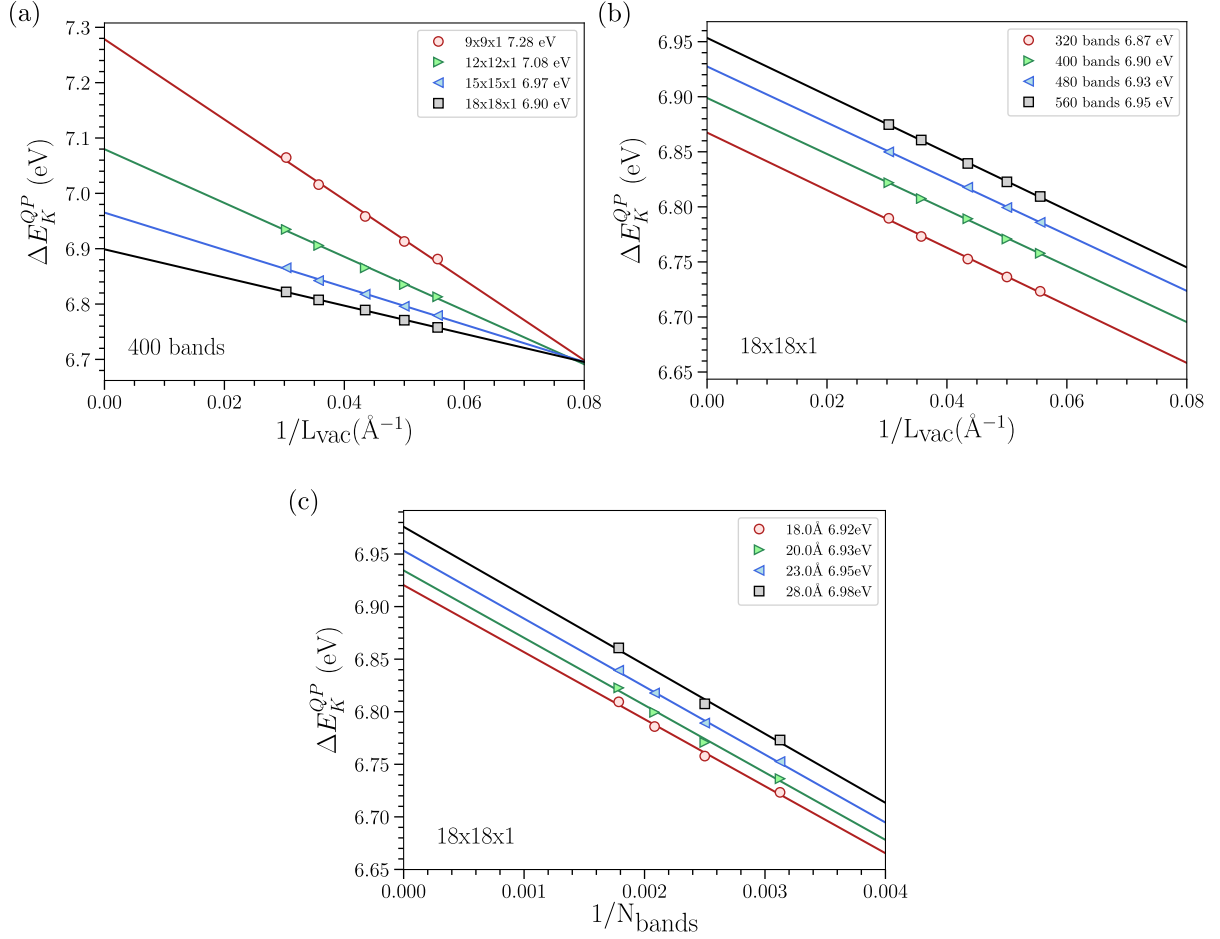 (a)
7.3
7.2
7.1
7.0
6.9
6.8
6.7
ΔE_K^{QP} (eV)
9x9x1 7.28 eV
12x12x1 7.08 eV
15x15x1 6.97 eV
18x18x1 6.90 eV
400 bands
0.00 0.02 0.04 0.06 0.08
1/L_vac(Å⁻¹)
(b)
6.95
6.90
6.85
6.80
6.75
6.70
6.65
ΔE_K^{QP} (eV)
320 bands 6.87 eV
400 bands 6.90 eV
480 bands 6.93 eV
560 bands 6.95 eV
18x18x1
0.00 0.02 0.04 0.06 0.08
1/L_vac(Å⁻¹)
(c)
6.95
6.90
6.85
6.80
6.75
6.70
6.65
ΔE_K^{QP} (eV)
18.0Å 6.92eV
20.0Å 6.93eV
23.0Å 6.95eV
28.0Å 6.98eV
18x18x1
0.000 0.001 0.002 0.003 0.004
1/N_bands